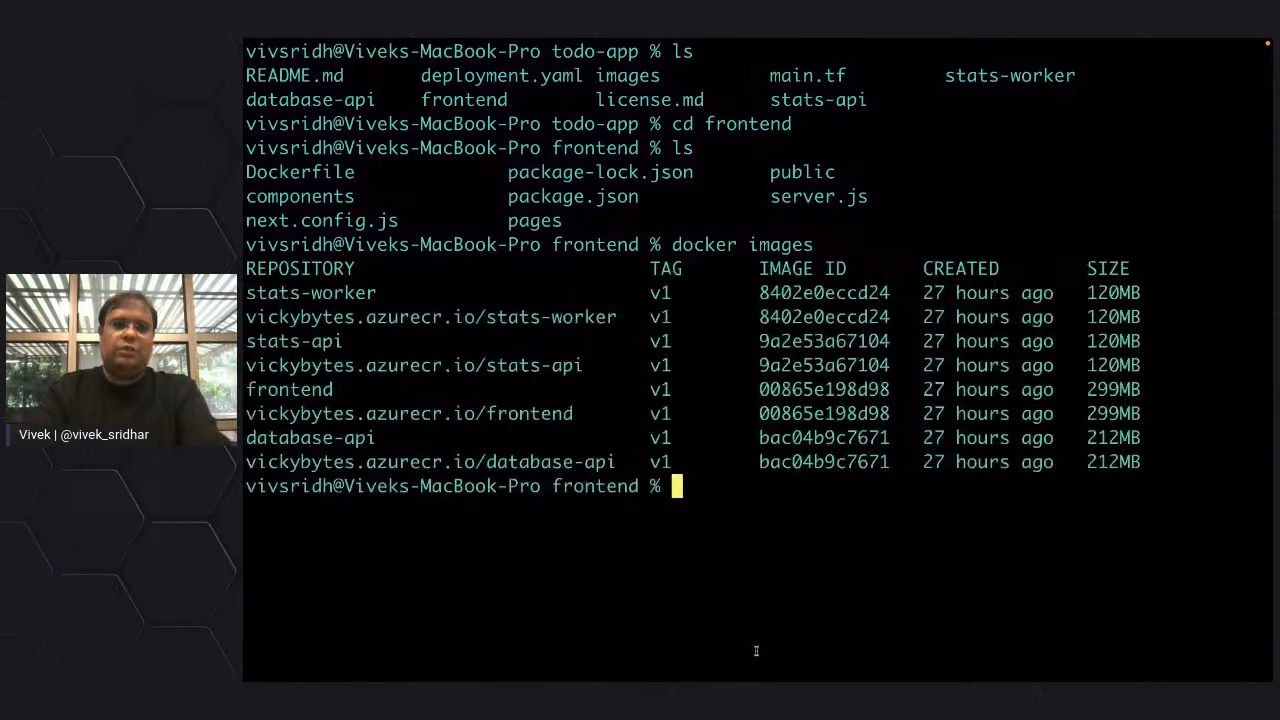 vivsridh@Viveks-MacBook-Pro todo-app % ls
README.md deployment.yaml images main.tf stats-worker
database-api frontend license.md stats-api
vivsridh@Viveks-MacBook-Pro todo-app % cd frontend
vivsridh@Viveks-MacBook-Pro frontend % ls
Dockerfile package-lock.json public
components package.json server.js
next.config.js pages
vivsridh@Viveks-MacBook-Pro frontend % docker images
REPOSITORY TAG IMAGE ID CREATED SIZE
stats-worker v1 8402e0eccd24 27 hours ago 120MB
vickybytes.azurecr.io/stats-worker v1 8402e0eccd24 27 hours ago 120MB
stats-api v1 9a2e53a67104 27 hours ago 120MB
vickybytes.azurecr.io/stats-api v1 9a2e53a67104 27 hours ago 120MB
frontend v1 00865e198d98 27 hours ago 299MB
vickybytes.azurecr.io/frontend v1 00865e198d98 27 hours ago 299MB
database-api v1 bac04b9c7671 27 hours ago 212MB
vickybytes.azurecr.io/database-api v1 bac04b9c7671 27 hours ago 212MB
vivsridh@Viveks-MacBook-Pro frontend %
Vivek | @vivek_sridhar